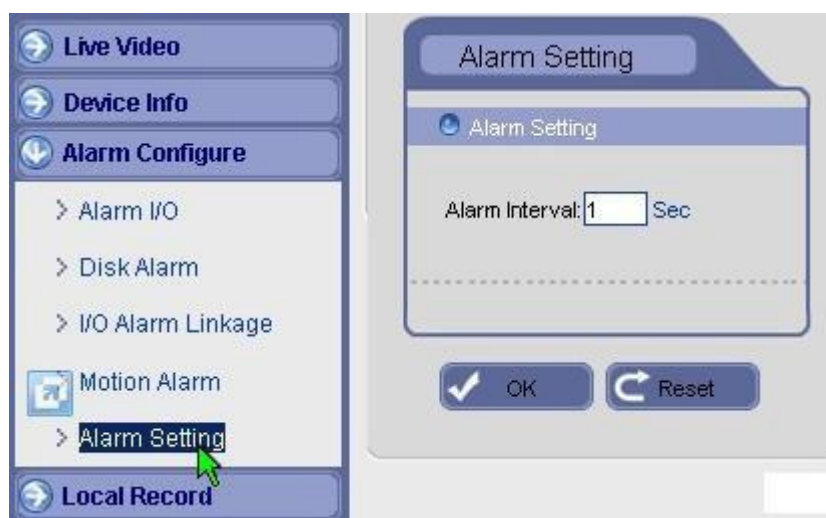 Live Video
Device Info
Alarm Configure
Alarm I/O
Disk Alarm
I/O Alarm Linkage
Motion Alarm
Alarm Setting
Local Record
Alarm Setting
Alarm Setting
Alarm Interval: 1 Sec
OK Reset